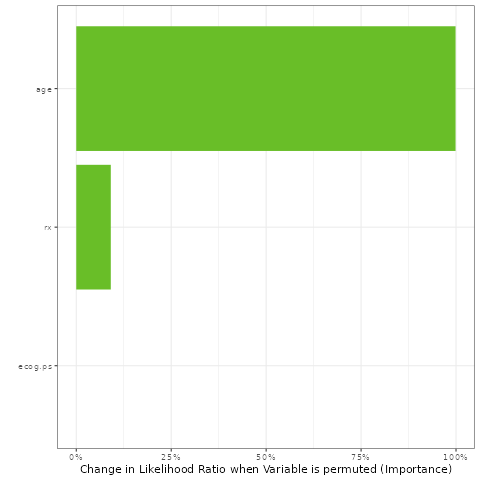 age
rx
ecog.ps
0% 25% 50% 75% 100%
Change in Likelihood Ratio when Variable is permuted (Importance)